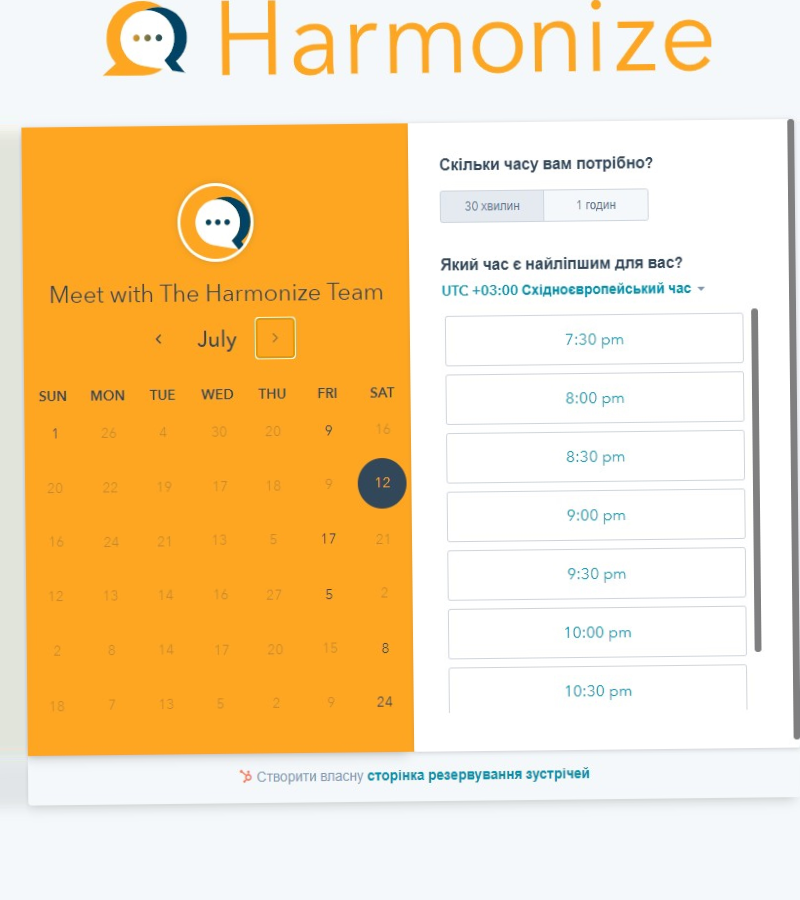 Harmonize
Meet with The Harmonize Team
July
SUN MON TUE WED THU FRI SAT
1 26 4 30 20 9 16
20 22 19 17 18 9 12
16 24 21 13 5 17 21
12 13 14 16 27 5 2
2 8 14 17 20 15 8
18 7 13 5 2 9 24
Скільки часу вам потрібно?
30 хвилин 1 годин
Який час є найліпшим для вас?
UTC +03:00 Східноєвропейський час
7:30 pm
8:00 pm
8:30 pm
9:00 pm
9:30 pm
10:00 pm
10:30 pm
Створити власну сторінка резервування зустрічей